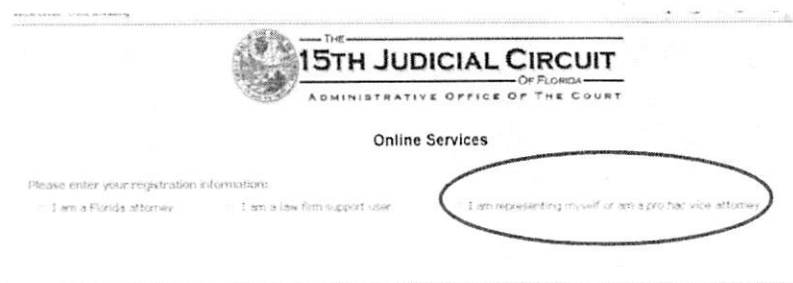 THE
15TH JUDICIAL CIRCUIT
OF FLORIDA
ADMINISTRATIVE OFFICE OF THE COURT
Online Services
Please enter your registration information:
I am a Florida attorney I am a law firm support user I am representing myself or am a pro hac vice attorney